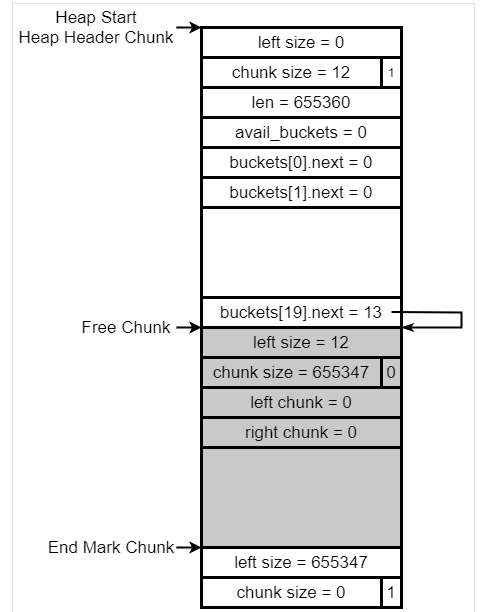 Heap Start
Heap Header Chunk
left size = 0
chunk size = 12 1
len = 655360
avail_buckets = 0
buckets[0].next = 0
buckets[1].next = 0
buckets[19].next = 13
Free Chunk
left size = 12
chunk size = 655347 0
left chunk = 0
right chunk = 0
End Mark Chunk
left size = 655347
chunk size = 0 1